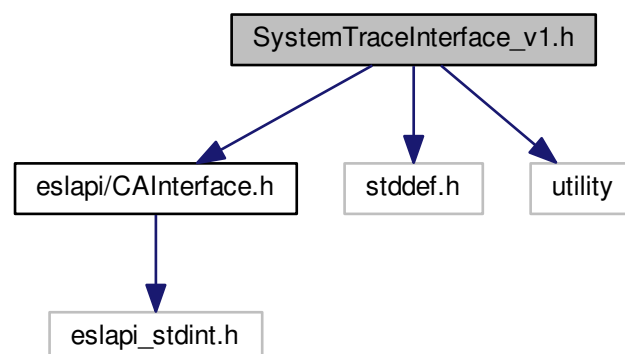 SystemTraceInterface_v1.h
eslapi/CAInterface.h
stddef.h
utility
eslapi_stdint.h